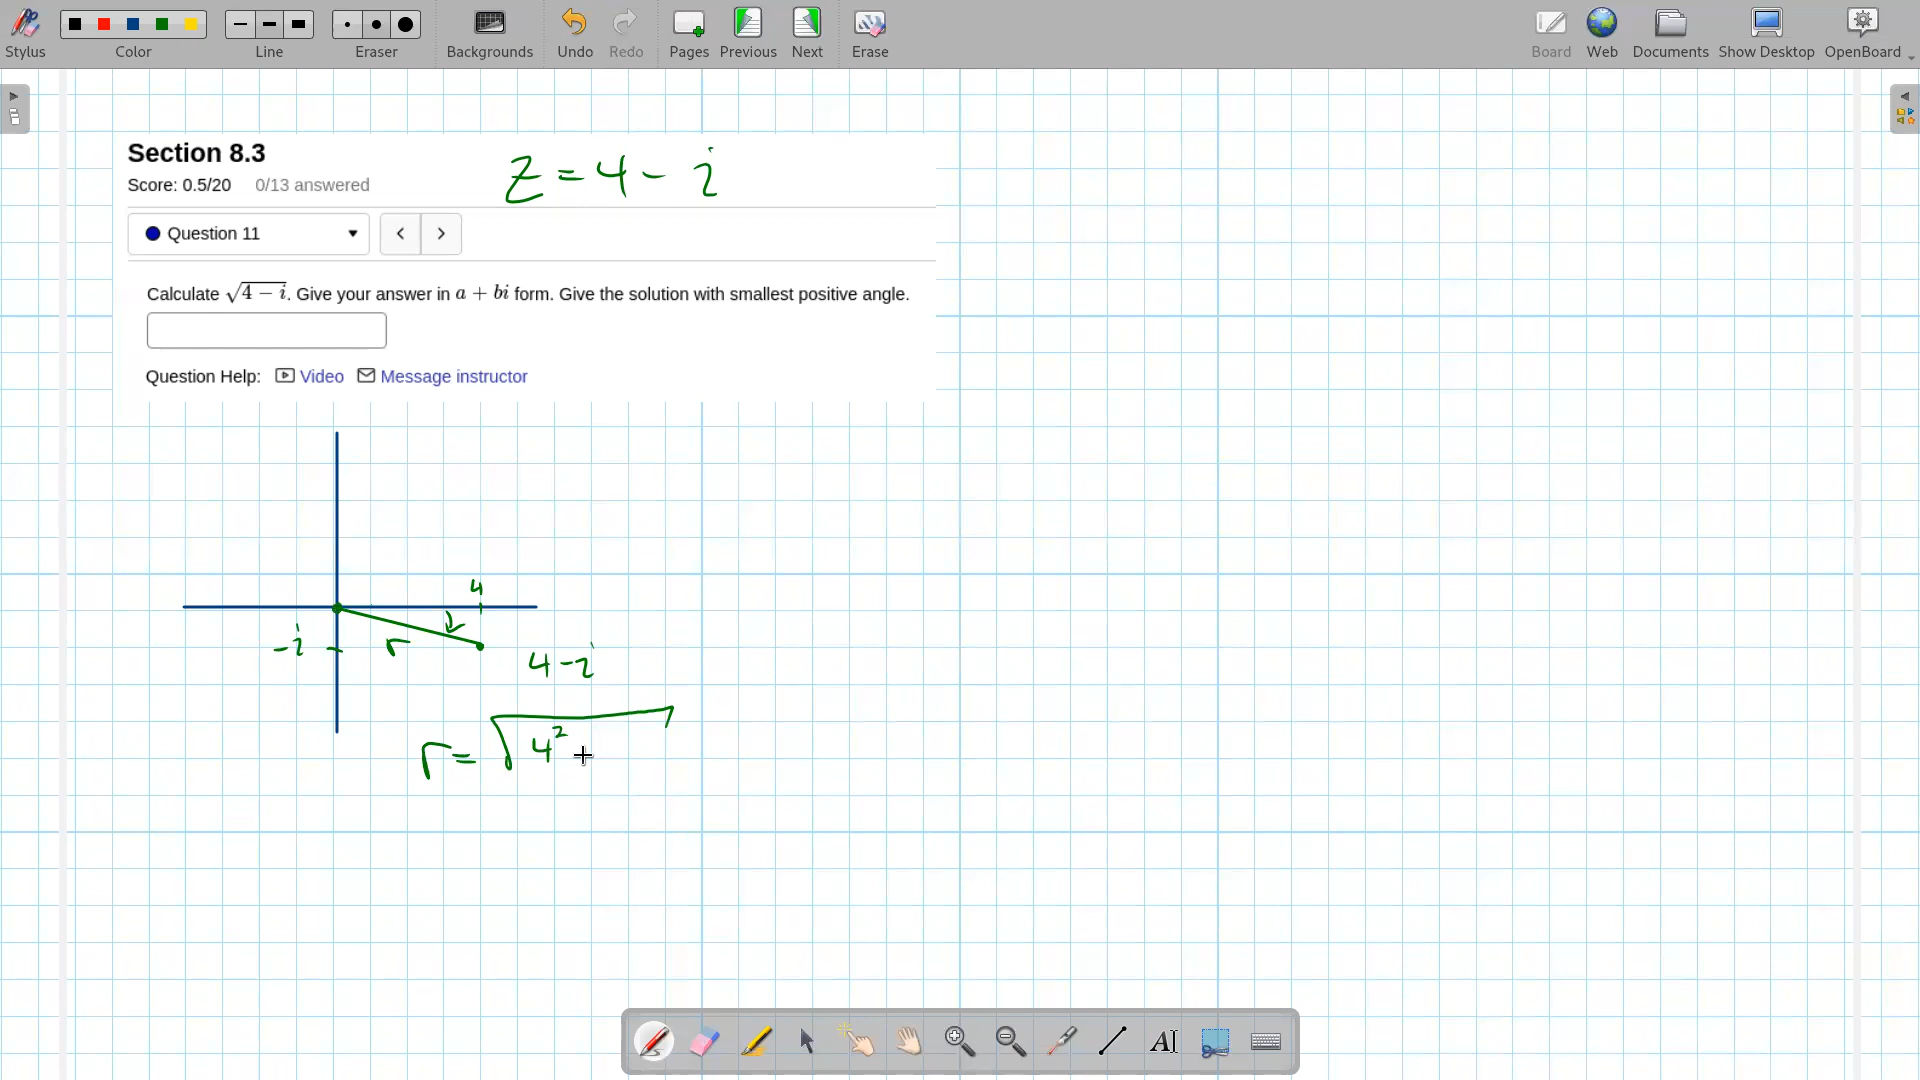 Stylus Color Line Eraser Backgrounds Undo Redo Pages Previous Next Erase Board Web Documents Show Desktop OpenBoard
Section 8.3
Score: 0.5/20 0/13 answered
z = 4 - i
Question 11
Calculate √(4 − i). Give your answer in a + bi form. Give the solution with smallest positive angle.
Question Help: Video Message instructor
4
-i
r
4 - i
r = √4²
AI